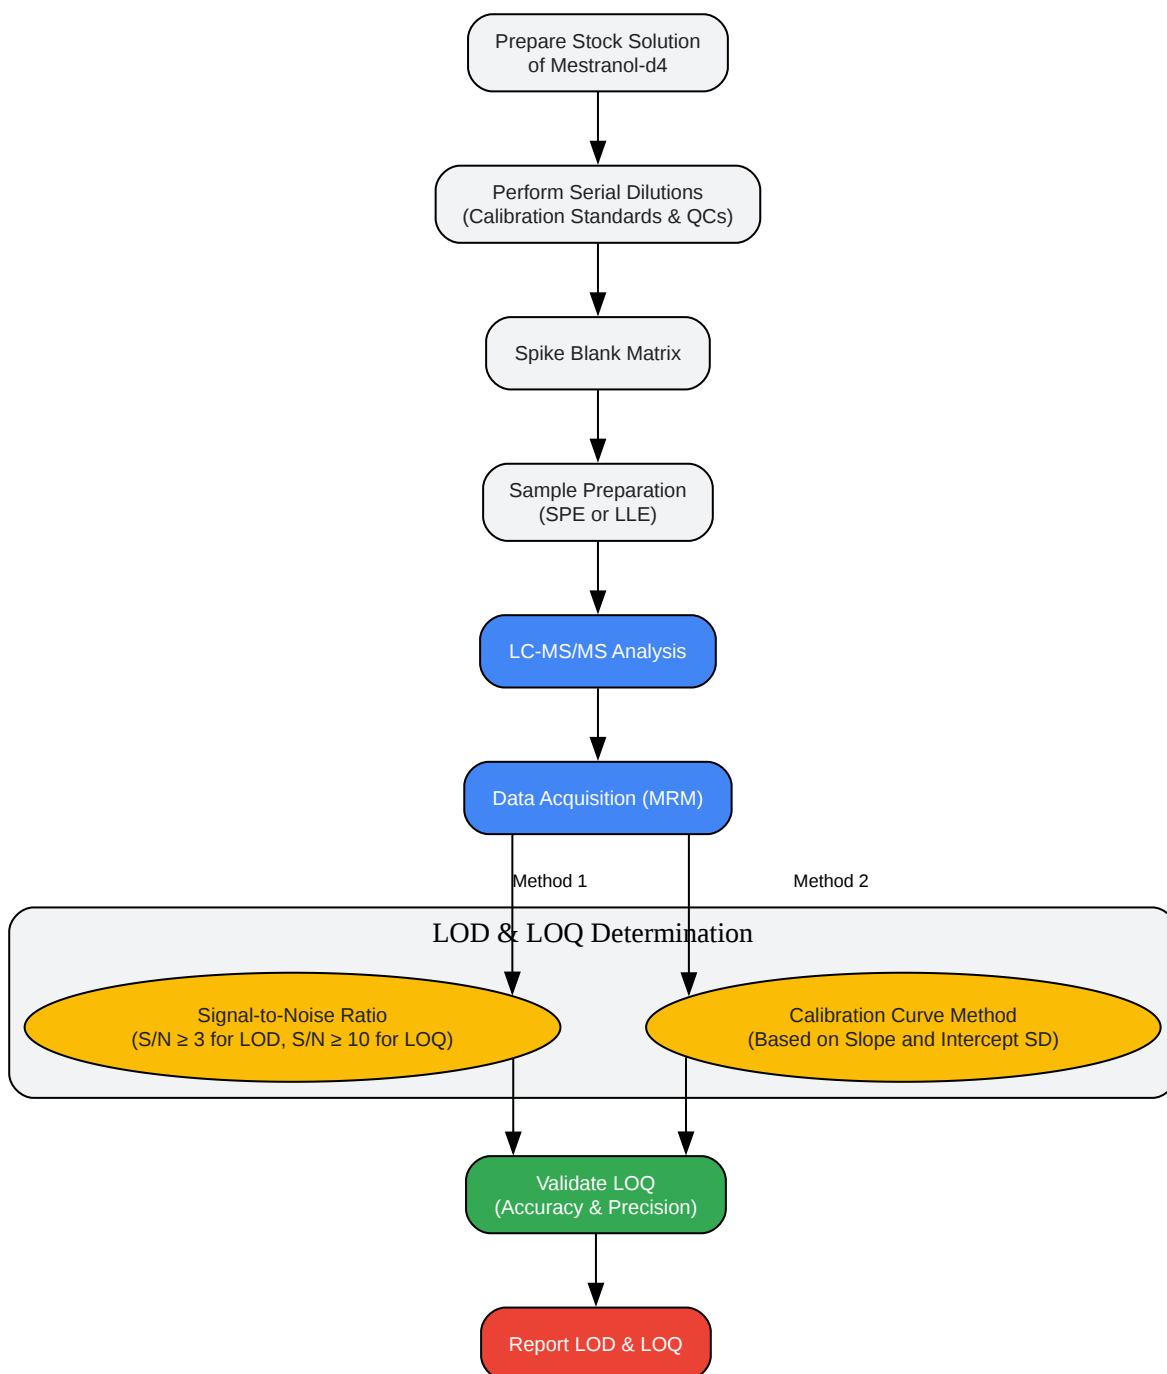 Prepare Stock Solution
of Mestranol-d4
Perform Serial Dilutions
(Calibration Standards & QCs)
Spike Blank Matrix
Sample Preparation
(SPE or LLE)
LC-MS/MS Analysis
Data Acquisition (MRM)
Method 1
Method 2
LOD & LOQ Determination
Signal-to-Noise Ratio
(S/N ≥ 3 for LOD, S/N ≥ 10 for LOQ)
Calibration Curve Method
(Based on Slope and Intercept SD)
Validate LOQ
(Accuracy & Precision)
Report LOD & LOQ